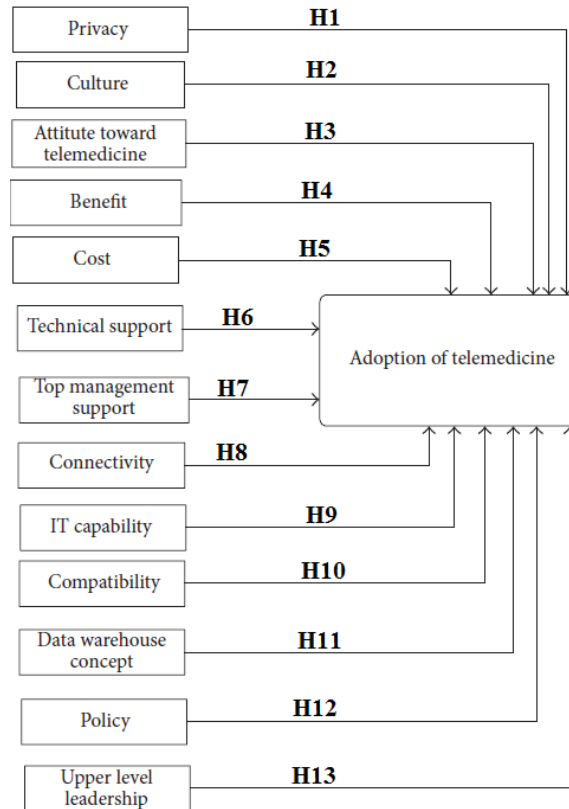 Privacy
H1
Culture
H2
Attitute toward
telemedicine
H3
Benefit
H4
Cost
H5
Technical support
H6
Adoption of telemedicine
Top management
support
H7
Connectivity
H8
IT capability
H9
Compatibility
H10
Data warehouse
concept
H11
Policy
H12
Upper level
leadership
H13